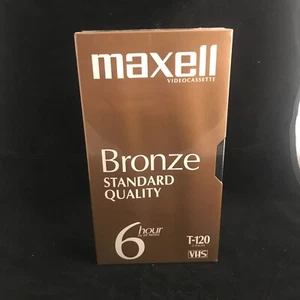 maxell
VIDEOCASSETTE
Bronze
STANDARD
QUALITY
6 hour
T-120
VHS